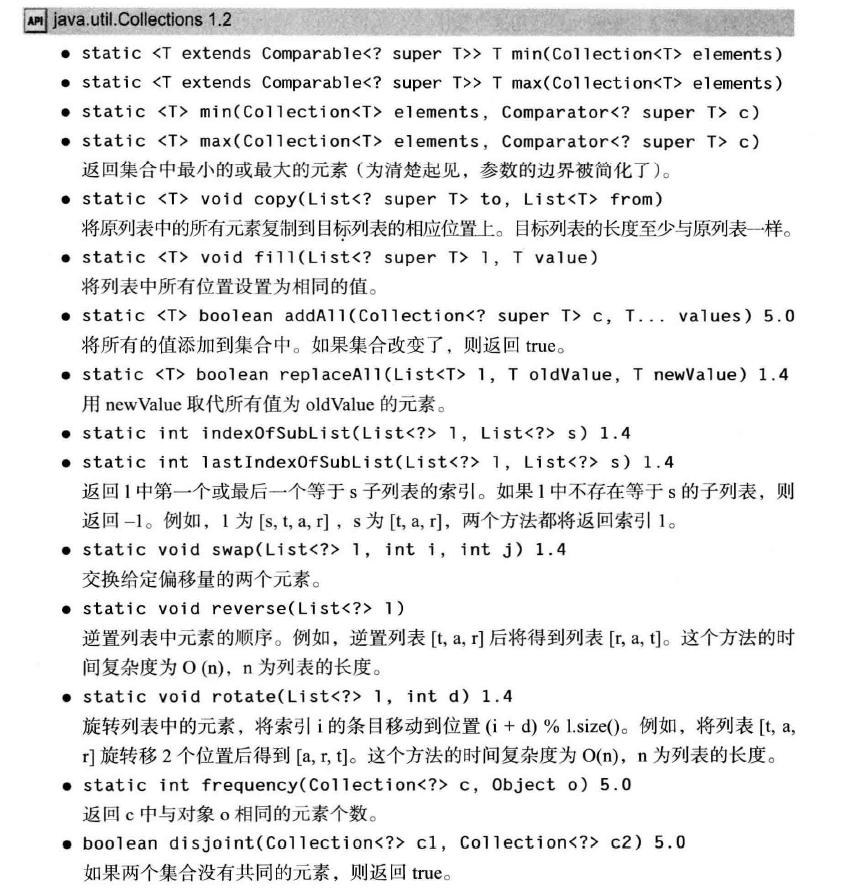 API java.util.Collections 1.2
• static <T extends Comparable<? super T>> T min(Collection<T> elements)
• static <T extends Comparable<? super T>> T max(Collection<T> elements)
• static <T> min(Collection<T> elements, Comparator<? super T> c)
• static <T> max(Collection<T> elements, Comparator<? super T> c)
返回集合中最小的或最大的元素（为清楚起见，参数的边界被简化了）。
• static <T> void copy(List<? super T> to, List<T> from)
将原列表中的所有元素复制到目标列表的相应位置上。目标列表的长度至少与原列表一样。
• static <T> void fill(List<? super T> l, T value)
将列表中所有位置设置为相同的值。
• static <T> boolean addAll(Collection<? super T> c, T... values) 5.0
将所有的值添加到集合中。如果集合改变了，则返回 true。
• static <T> boolean replaceAll(List<T> l, T oldValue, T newValue) 1.4
用 newValue 取代所有值为 oldValue 的元素。
• static int indexOfSubList(List<?> l, List<?> s) 1.4
• static int lastIndexOfSubList(List<?> l, List<?> s) 1.4
返回 l 中第一个或最后一个等于 s 子列表的索引。如果 l 中不存在等于 s 的子列表，则
返回 –1。例如，l 为 [s, t, a, r]，s 为 [t, a, r]，两个方法都将返回索引 1。
• static void swap(List<?> l, int i, int j) 1.4
交换给定偏移量的两个元素。
• static void reverse(List<?> l)
逆置列表中元素的顺序。例如，逆置列表 [t, a, r] 后将得到列表 [r, a, t]。这个方法的时
间复杂度为 O (n)，n 为列表的长度。
• static void rotate(List<?> l, int d) 1.4
旋转列表中的元素，将索引 i 的条目移动到位置 (i + d) % l.size()。例如，将列表 [t, a,
r] 旋转移 2 个位置后得到 [a, r, t]。这个方法的时间复杂度为 O(n)，n 为列表的长度。
• static int frequency(Collection<?> c, Object o) 5.0
返回 c 中与对象 o 相同的元素个数。
• boolean disjoint(Collection<?> c1, Collection<?> c2) 5.0
如果两个集合没有共同的元素，则返回 true。